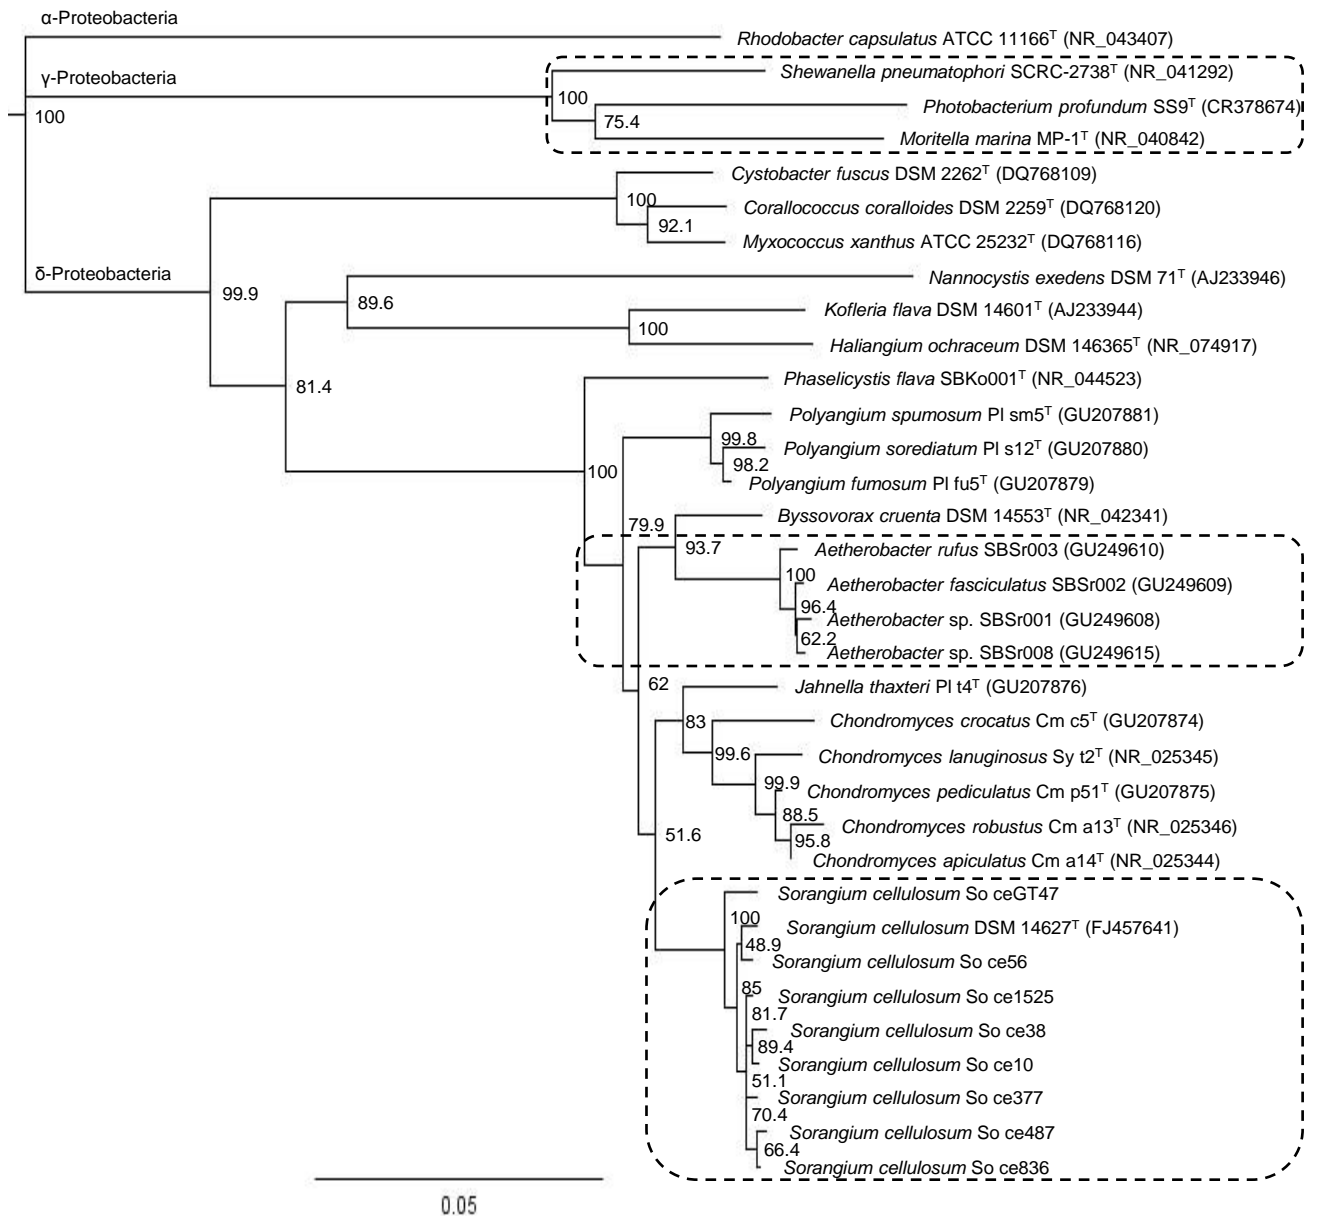 α-Proteobacteria
Rhodobacter capsulatus ATCC 11166ᵀ (NR_043407)
γ-Proteobacteria
Shewanella pneumatophori SCRC-2738ᵀ (NR_041292)
100
Photobacterium profundum SS9ᵀ (CR378674)
100
75.4
Moritella marina MP-1ᵀ (NR_040842)
Cystobacter fuscus DSM 2262ᵀ (DQ768109)
100
Corallococcus coralloides DSM 2259ᵀ (DQ768120)
92.1
Myxococcus xanthus ATCC 25232ᵀ (DQ768116)
δ-Proteobacteria
Nannocystis exedens DSM 71ᵀ (AJ233946)
99.9
89.6
Kofleria flava DSM 14601ᵀ (AJ233944)
100
Haliangium ochraceum DSM 146365ᵀ (NR_074917)
81.4
Phaselicystis flava SBKo001ᵀ (NR_044523)
Polyangium spumosum Pl sm5ᵀ (GU207881)
99.8
Polyangium sorediatum Pl s12ᵀ (GU207880)
98.2
100
Polyangium fumosum Pl fu5ᵀ (GU207879)
Byssovorax cruenta DSM 14553ᵀ (NR_042341)
79.9
93.7
Aetherobacter rufus SBSr003 (GU249610)
100
Aetherobacter fasciculatus SBSr002 (GU249609)
96.4
Aetherobacter sp. SBSr001 (GU249608)
62.2
Aetherobacter sp. SBSr008 (GU249615)
62
Jahnella thaxteri Pl t4ᵀ (GU207876)
83
Chondromyces crocatus Cm c5ᵀ (GU207874)
99.6
Chondromyces lanuginosus Sy t2ᵀ (NR_025345)
99.9
Chondromyces pediculatus Cm p51ᵀ (GU207875)
88.5
Chondromyces robustus Cm a13ᵀ (NR_025346)
51.6
95.8
Chondromyces apiculatus Cm a14ᵀ (NR_025344)
Sorangium cellulosum So ceGT47
100
Sorangium cellulosum DSM 14627ᵀ (FJ457641)
48.9
Sorangium cellulosum So ce56
85
Sorangium cellulosum So ce1525
81.7
Sorangium cellulosum So ce38
89.4
Sorangium cellulosum So ce10
51.1
Sorangium cellulosum So ce377
70.4
Sorangium cellulosum So ce487
66.4
Sorangium cellulosum So ce836
0.05